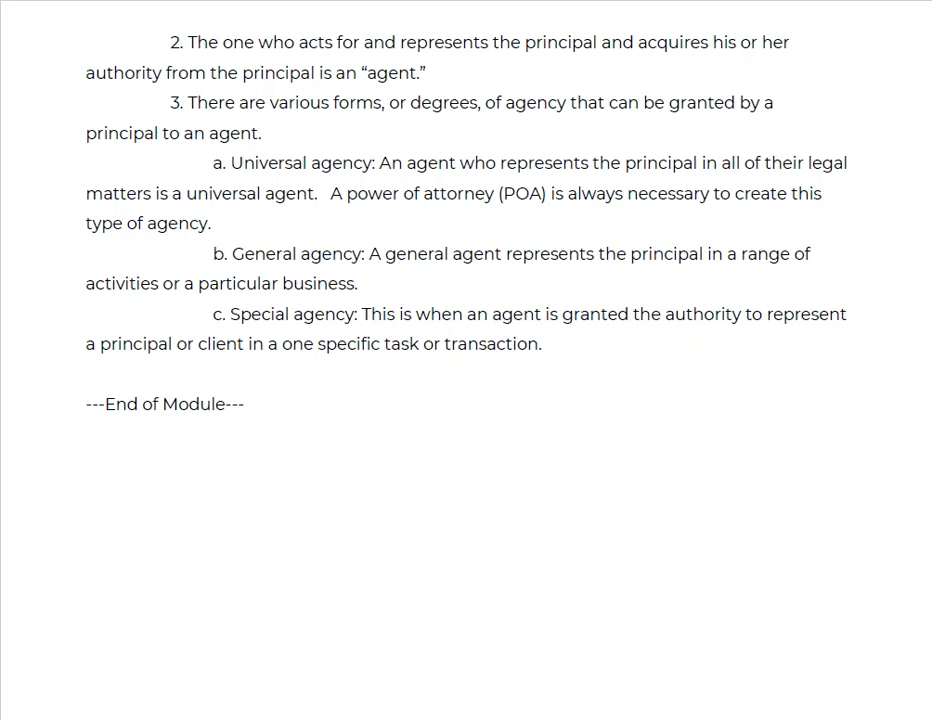 2. The one who acts for and represents the principal and acquires his or her
authority from the principal is an “agent.”
3. There are various forms, or degrees, of agency that can be granted by a
principal to an agent.
a. Universal agency: An agent who represents the principal in all of their legal
matters is a universal agent.   A power of attorney (POA) is always necessary to create this
type of agency.
b. General agency: A general agent represents the principal in a range of
activities or a particular business.
c. Special agency: This is when an agent is granted the authority to represent
a principal or client in a one specific task or transaction.
---End of Module---